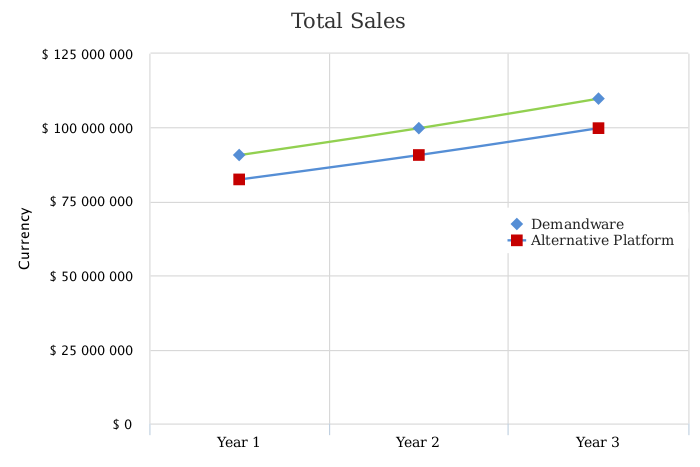 Total Sales
$ 125 000 000
$ 100 000 000
$ 75 000 000
$ 50 000 000
$ 25 000 000
$ 0
Currency
Demandware
Alternative Platform
Year 1
Year 2
Year 3